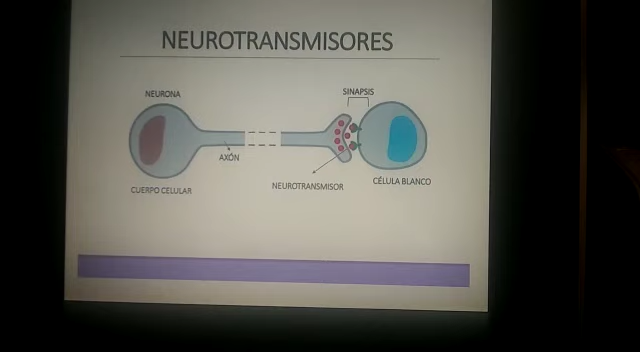 NEUROTRANSMISORES
NEURONA
SINAPSIS
AXÓN
NEUROTRANSMISOR
CÉLULA BLANCO
CUERPO CELULAR